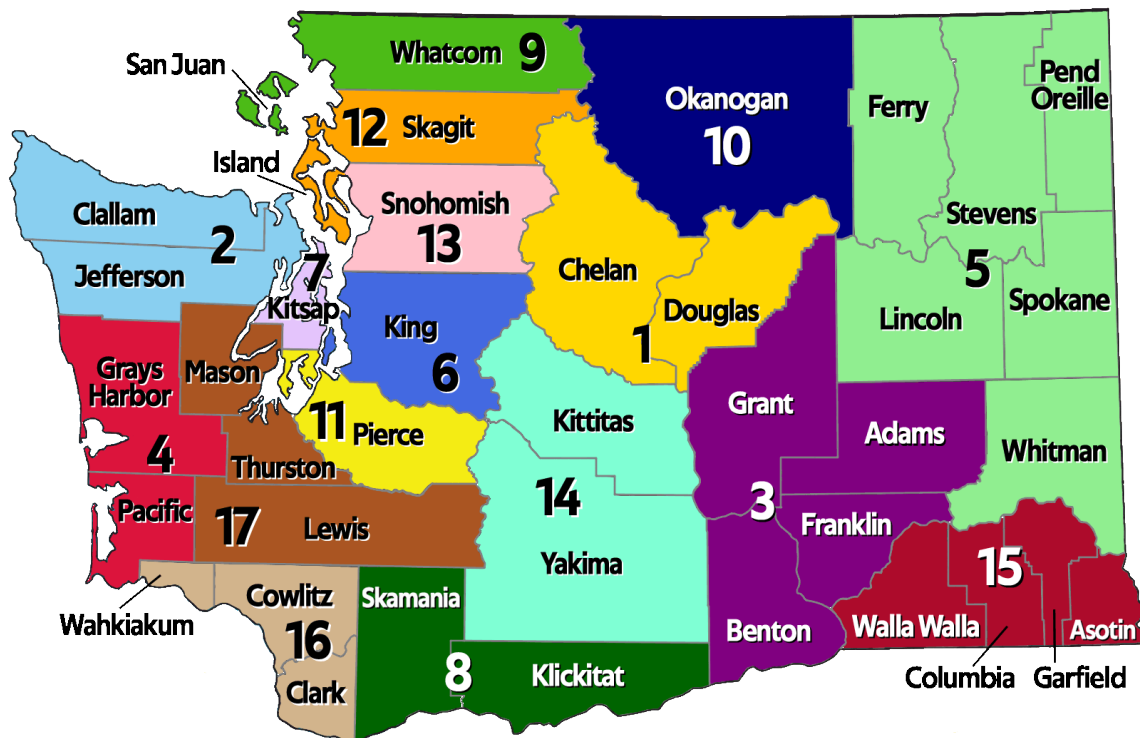 Whatcom 9
San Juan
Pend
Oreille
Okanogan
10
Ferry
12 Skagit
Island
Snohomish
13
Clallam
2
Stevens
5
Jefferson
7
Kitsap
Chelan
Douglas
1
Lincoln
Spokane
King
6
Grays
Harbor
Mason
Grant
Kittitas
11 Pierce
Adams
4
Thurston
Whitman
14
3
Pacific
17 Lewis
Franklin
Yakima
15
Cowlitz
16
Skamania
Wahkiakum
Benton
Walla Walla
Asotin
8
Klickitat
Columbia
Garfield
Clark